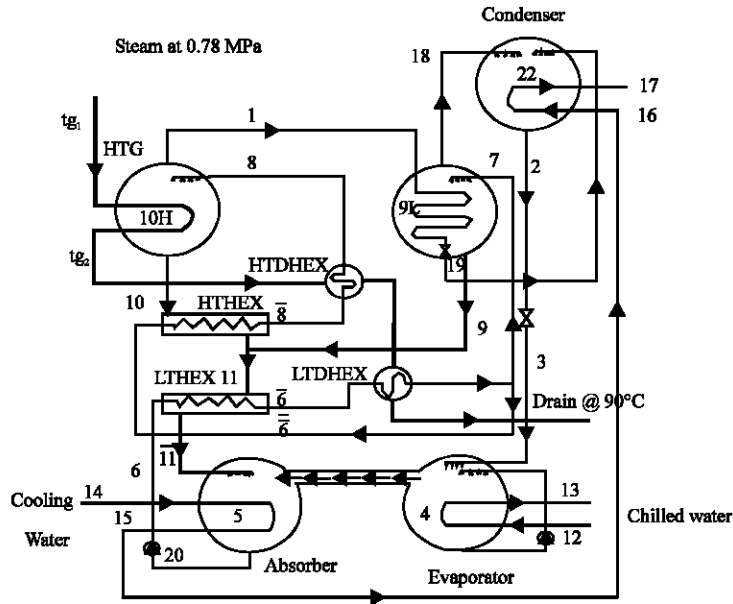 Condenser
Steam at 0.78 MPa
18
22
17
16
tg₁
1
HTG
8
7
2
10H
9L
tg₂
HTDHEX
19
10
HTHEX
8̅
9
3
LTHEX 11
LTDHEX
6̅
6̅
Drain @ 90°C
6
1̅1̅
Cooling
14
5
4
13
Chilled water
15
Water
20
12
Absorber
Evaporator